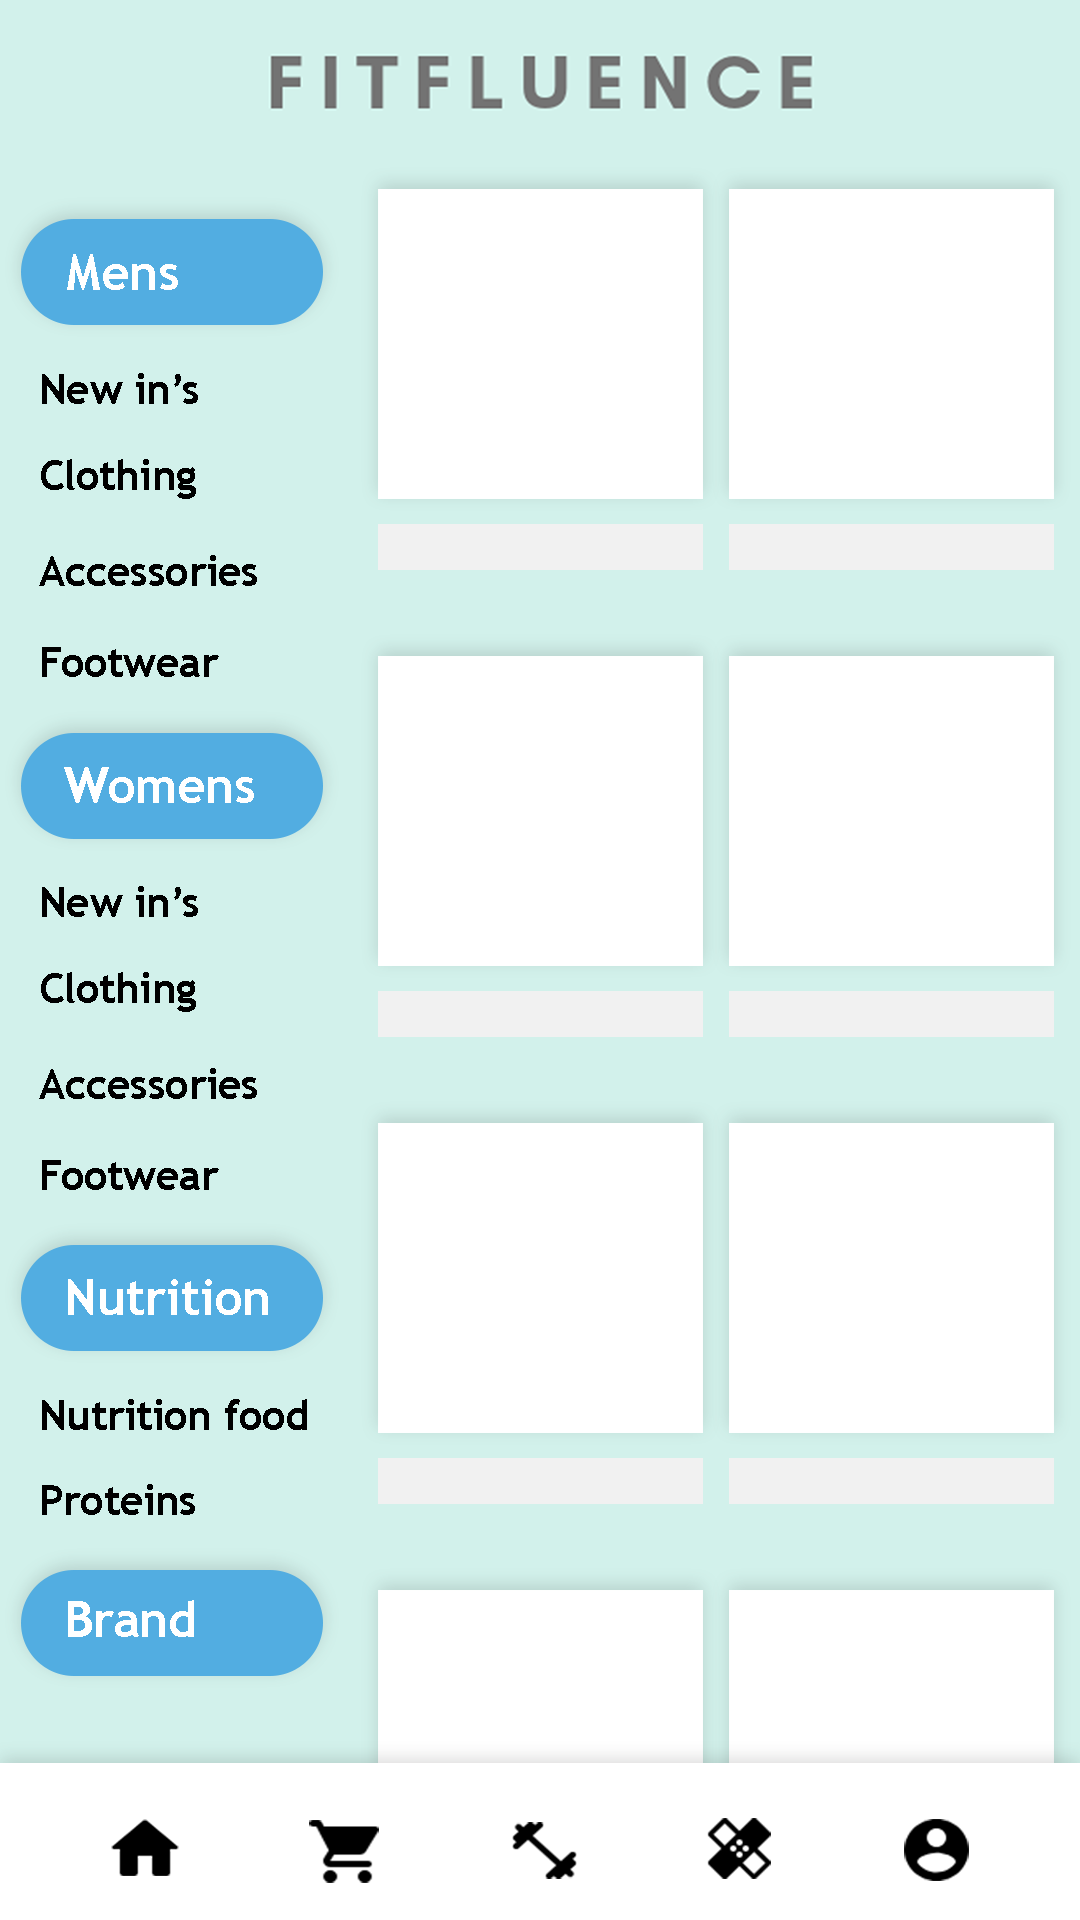 FITFLUENCE
Mens
New in’s
Clothing
Accessories
Footwear
Womens
New in’s
Clothing
Accessories
Footwear
Nutrition
Nutrition food
Proteins
Brand